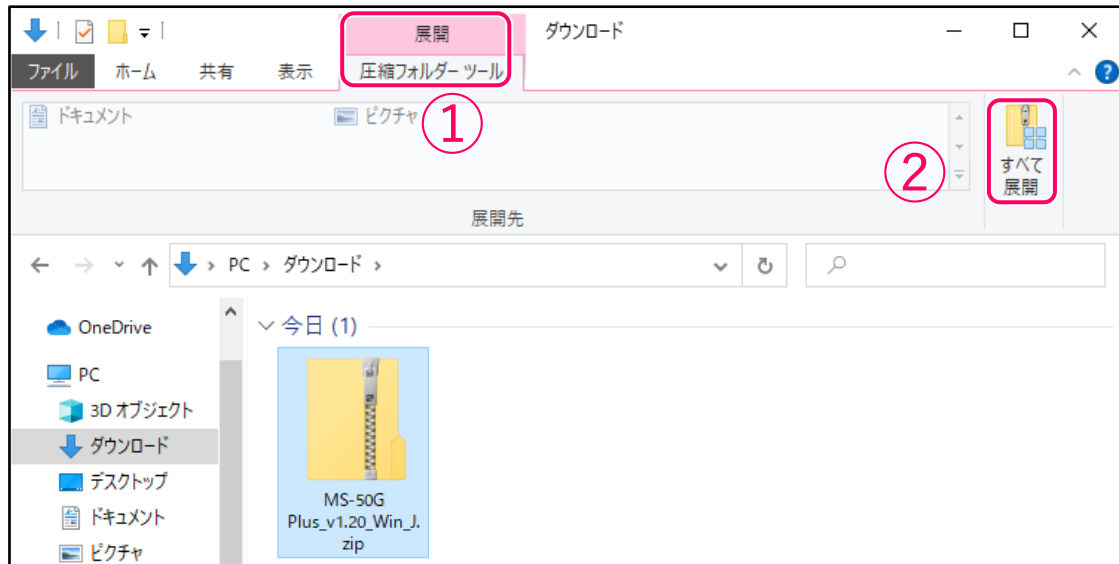 展開
ダウンロード
ファイル
ホーム
共有
表示
圧縮フォルダー ツール
?
ドキュメント
ピクチャ
①
②
すべて
展開
展開先
PC
ダウンロード
OneDrive
PC
3D オブジェクト
ダウンロード
デスクトップ
ドキュメント
ピクチャ
今日 (1)
MS-50G
Plus_v1.20_Win_J.
zip